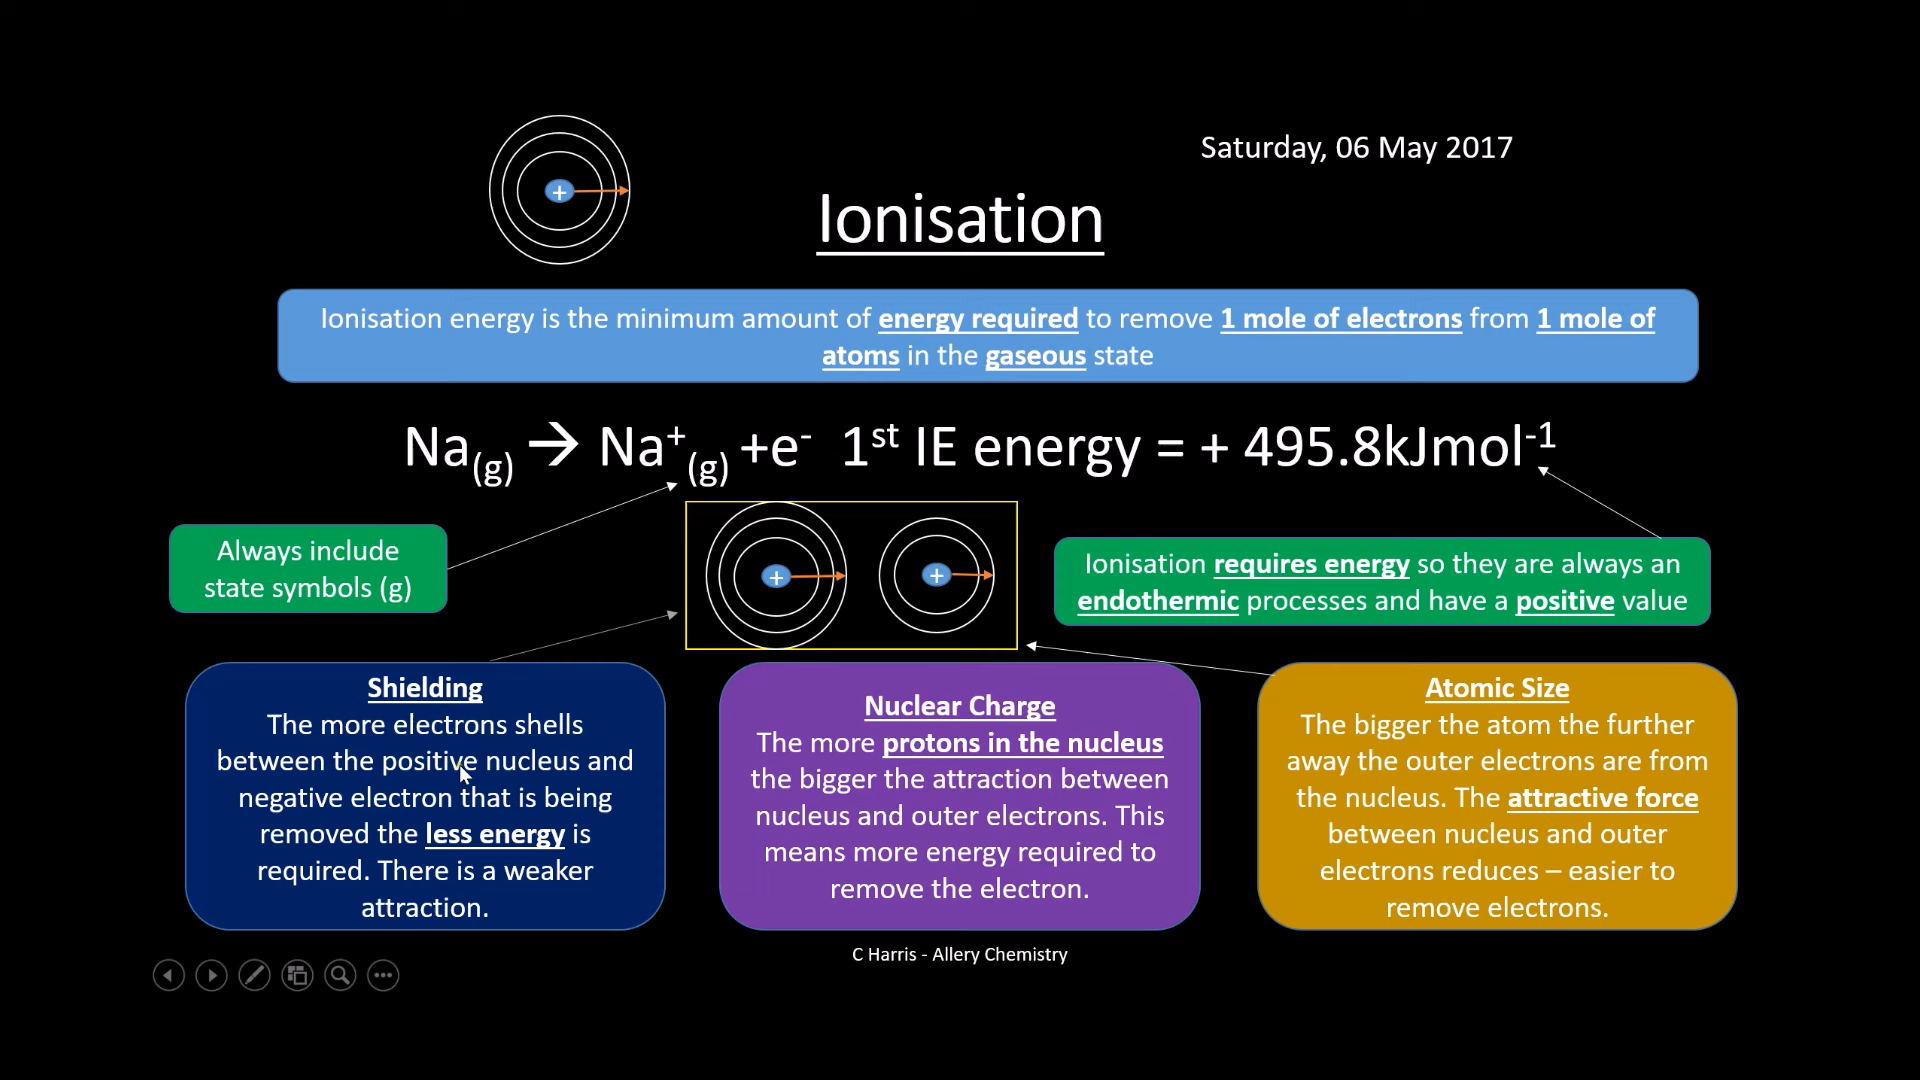 Saturday, 06 May 2017
+
Ionisation
Ionisation energy is the minimum amount of energy required to remove 1 mole of electrons from 1 mole of
atoms in the gaseous state
Na(g) → Na⁺(g) +e⁻ 1ˢᵗ IE energy = + 495.8kJmol⁻¹
Always include
state symbols (g)
+ +
Ionisation requires energy so they are always an
endothermic processes and have a positive value
Shielding
The more electrons shells
between the positive nucleus and
negative electron that is being
removed the less energy is
required. There is a weaker
attraction.
Nuclear Charge
The more protons in the nucleus
the bigger the attraction between
nucleus and outer electrons. This
means more energy required to
remove the electron.
Atomic Size
The bigger the atom the further
away the outer electrons are from
the nucleus. The attractive force
between nucleus and outer
electrons reduces – easier to
remove electrons.
C Harris - Allery Chemistry